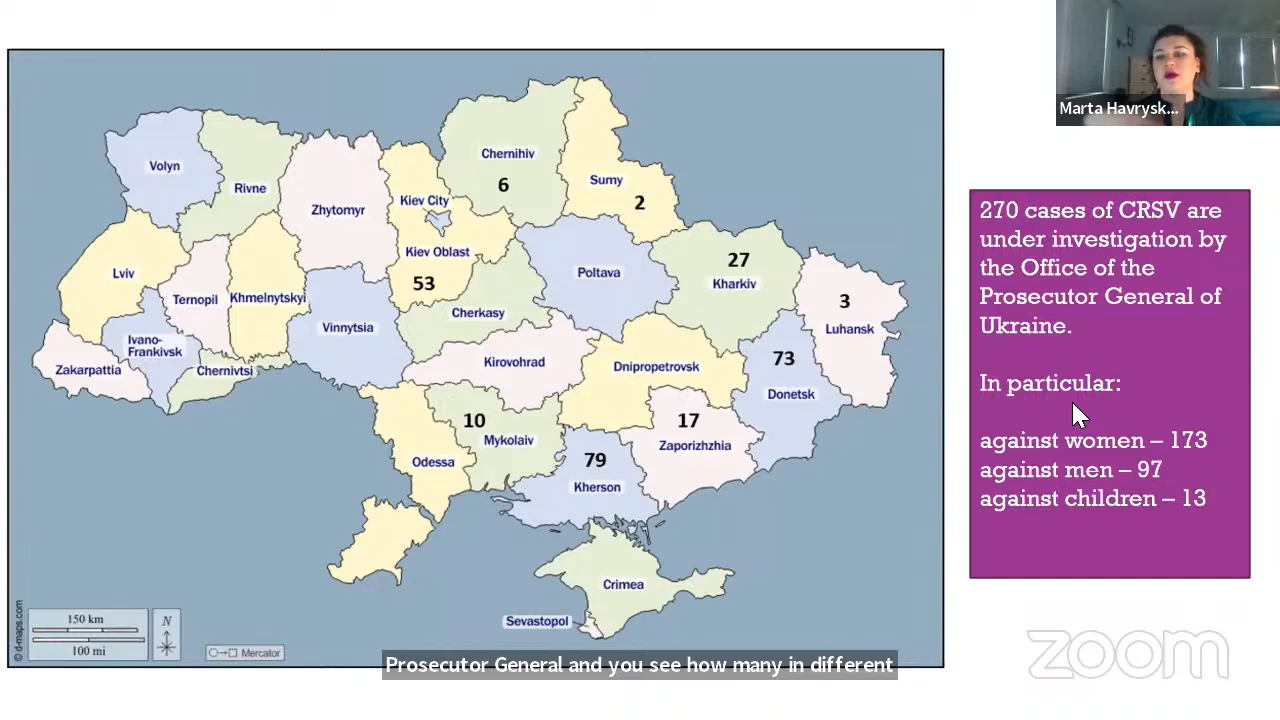 Marta Havrysk...
Volyn
Rivne
Zhytomyr
Kiev City
Chernihiv
6
Sumy
2
Kiev Oblast
53
Poltava
27
Kharkiv
3
Luhansk
Lviv
Ternopil
Khmelnytskyi
Vinnytsia
Cherkasy
Ivano-
Frankivsk
Zakarpattia
Chernivtsi
Kirovohrad
Dnipropetrovsk
73
Donetsk
10
Mykolaiv
17
Zaporizhzhia
Odessa
79
Kherson
Crimea
Sevastopol
© d-maps.com
150 km
100 mi
N
Mercator
270 cases of CRSV are
under investigation by
the Office of the
Prosecutor General of
Ukraine.
In particular:
against women – 173
against men – 97
against children – 13
Prosecutor General and you see how many in different
zoom